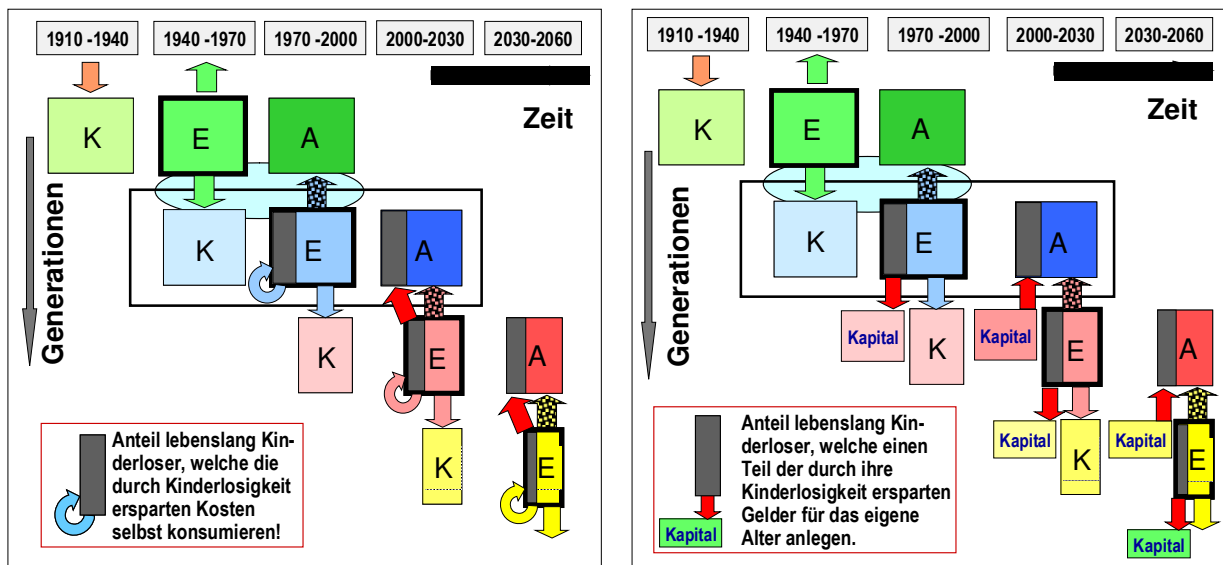 1910 -1940
1940 -1970
1970 -2000
2000-2030
2030-2060
Zeit
Generationen
K
E
A
K
E
A
K
E
A
K
E
Anteil lebenslang Kin-
derloser, welche die
durch Kinderlosigkeit
ersparten Kosten
selbst konsumieren!
1910 -1940
1940 -1970
1970 -2000
2000-2030
2030-2060
Zeit
Generationen
K
E
A
K
E
A
Kapital
K
Kapital
E
A
Kapital
K
Kapital
E
Kapital
Anteil lebenslang Kin-
derloser, welche einen
Teil der durch ihre
Kinderlosigkeit ersparten
Gelder für das eigene
Alter anlegen.
Kapital